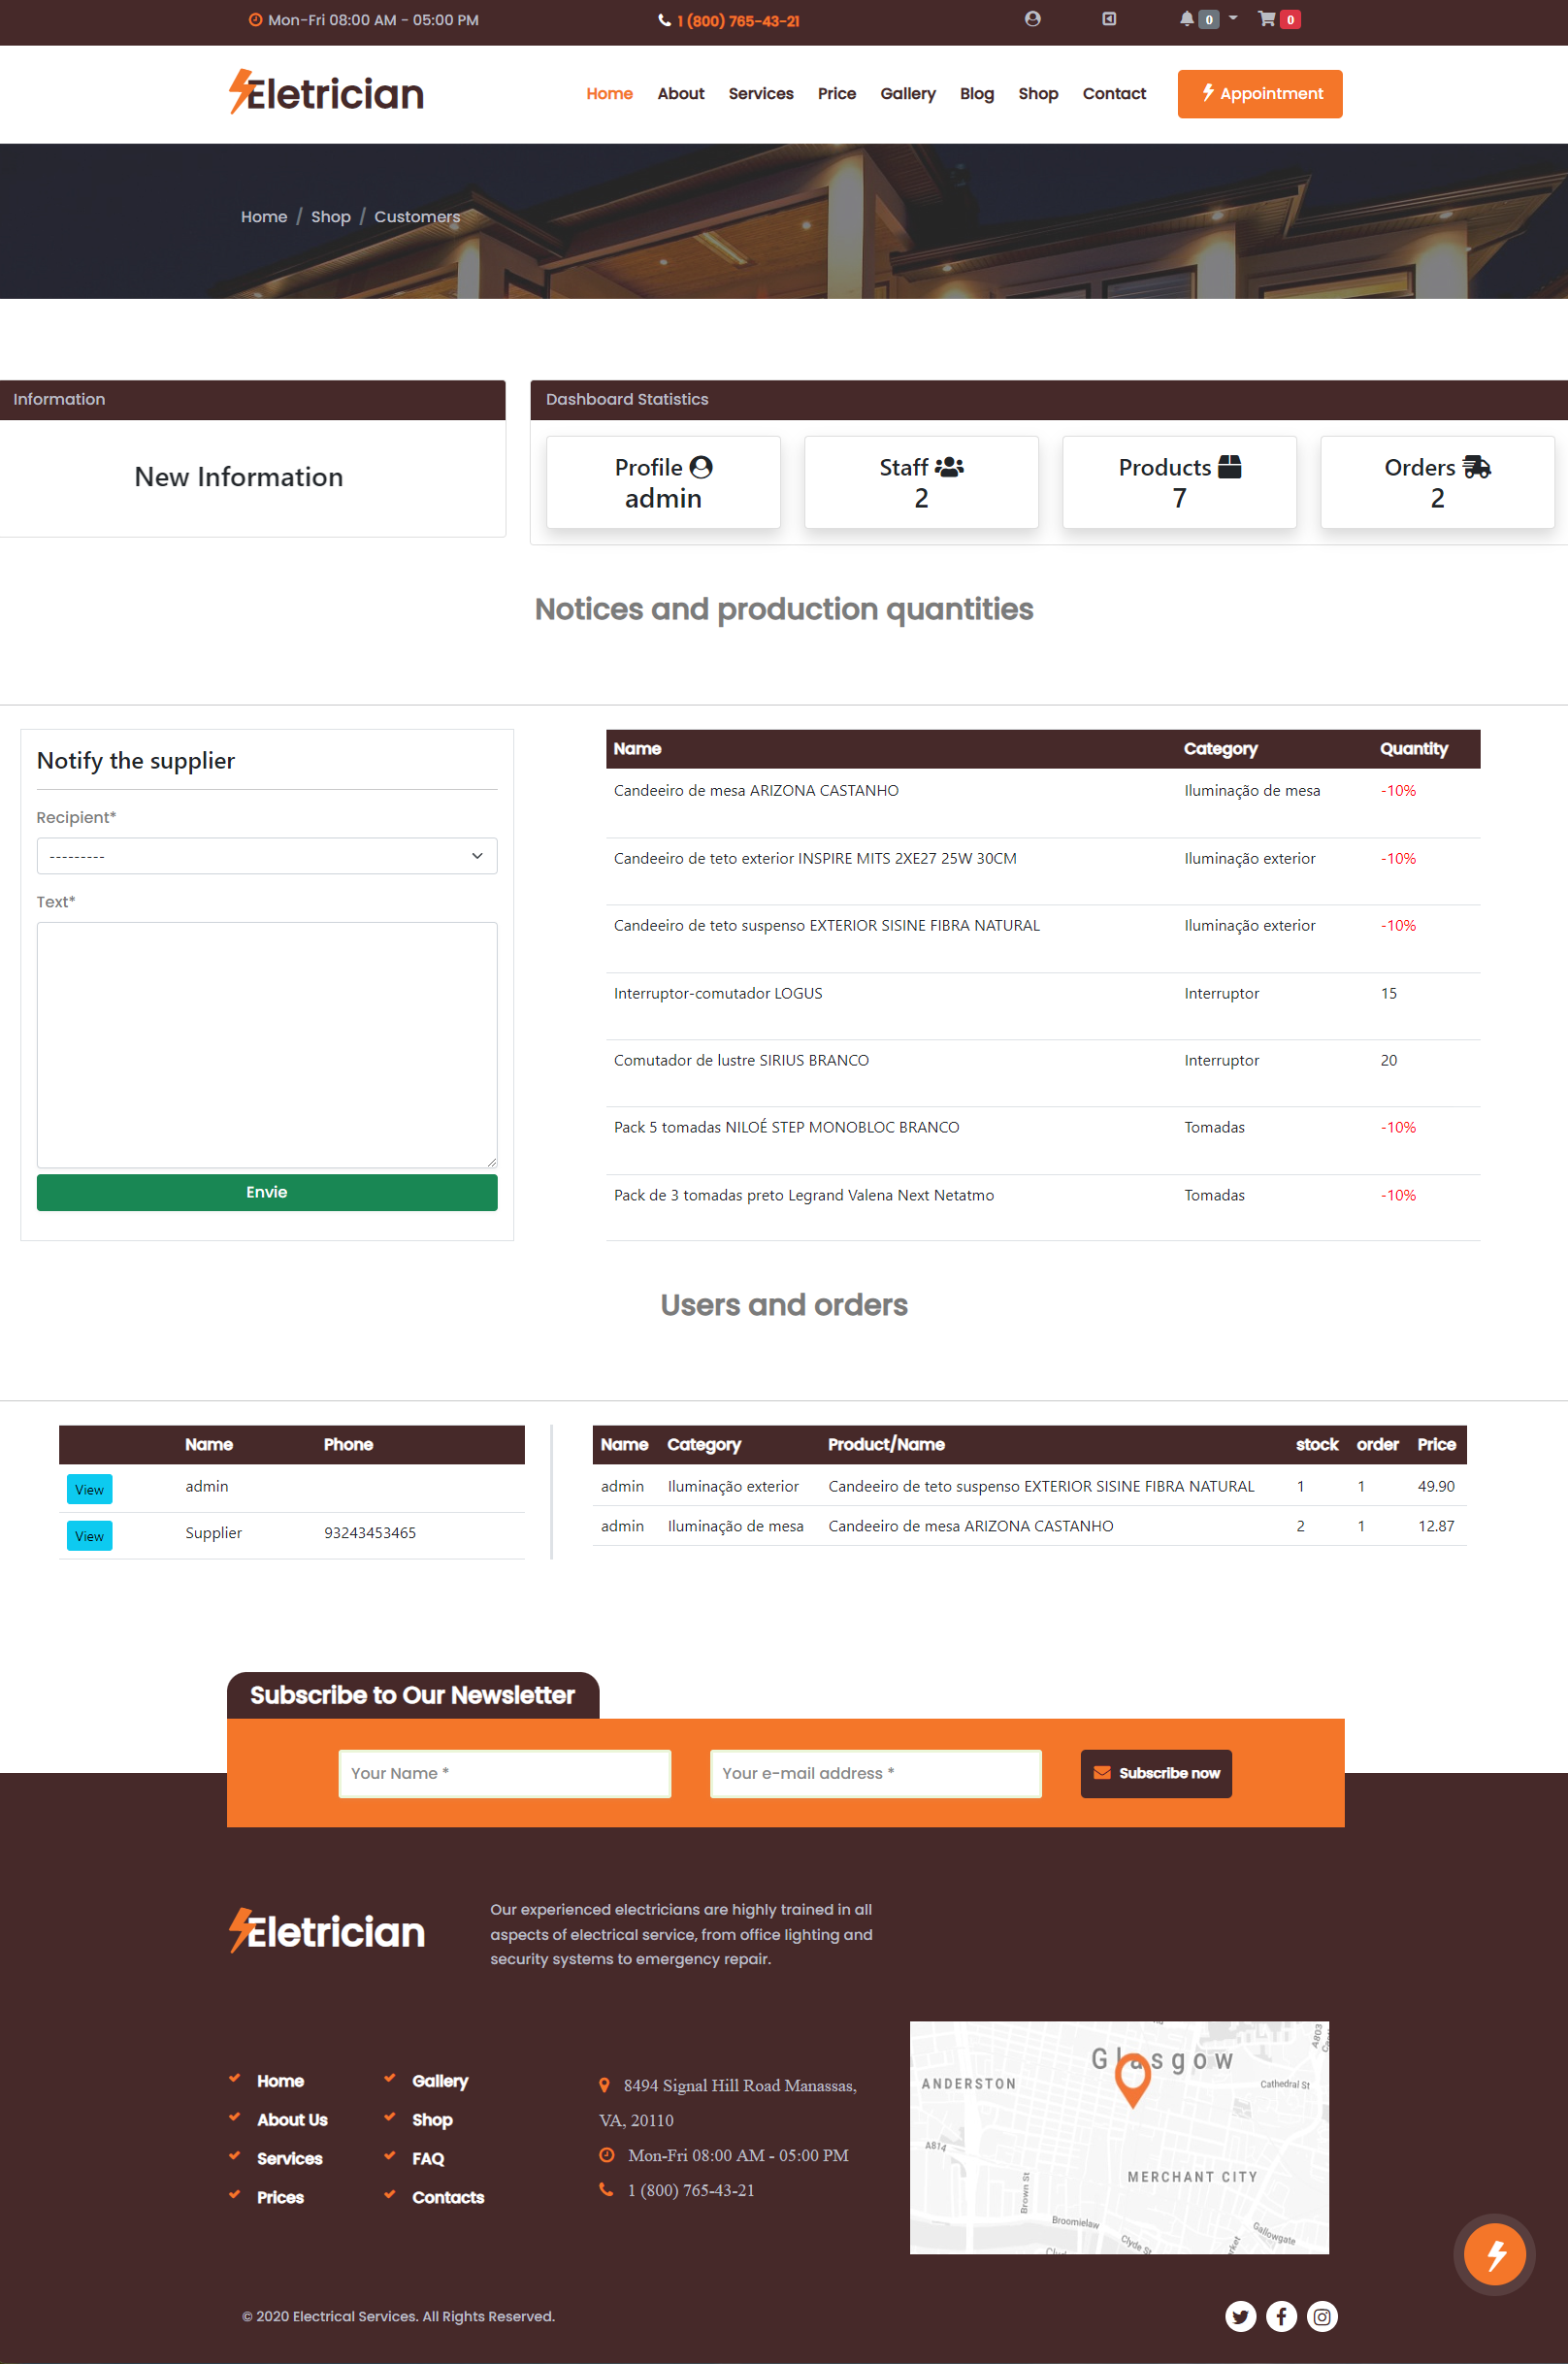 Mon-Fri 08:00 AM - 05:00 PM
1 (800) 765-43-21
0
0
Eletrician
Home About Services Price Gallery Blog Shop Contact Appointment
Home / Shop / Customers
Information
New Information
Dashboard Statistics
Profile
admin
Staff
2
Products
7
Orders
2
Notices and production quantities
Notify the supplier
Recipient*
---------
Text*
Envie
Name Category Quantity
Candeeiro de mesa ARIZONA CASTANHO Iluminação de mesa -10%
Candeeiro de teto exterior INSPIRE MITS 2XE27 25W 30CM Iluminação exterior -10%
Candeeiro de teto suspenso EXTERIOR SISINE FIBRA NATURAL Iluminação exterior -10%
Interruptor-comutador LOGUS Interruptor 15
Comutador de lustre SIRIUS BRANCO Interruptor 20
Pack 5 tomadas NILOÉ STEP MONOBLOC BRANCO Tomadas -10%
Pack de 3 tomadas preto Legrand Valena Next Netatmo Tomadas -10%
Users and orders
Name Phone
View admin
View Supplier 93243453465
Name Category Product/Name stock order Price
admin Iluminação exterior Candeeiro de teto suspenso EXTERIOR SISINE FIBRA NATURAL 1 1 49.90
admin Iluminação de mesa Candeeiro de mesa ARIZONA CASTANHO 2 1 12.87
Subscribe to Our Newsletter
Your Name *
Your e-mail address *
Subscribe now
Eletrician
Our experienced electricians are highly trained in all
aspects of electrical service, from office lighting and
security systems to emergency repair.
Home
About Us
Services
Prices
Gallery
Shop
FAQ
Contacts
8494 Signal Hill Road Manassas,
VA, 20110
Mon-Fri 08:00 AM - 05:00 PM
1 (800) 765-43-21
A803
Glasgow
ANDERSTON
Cathedral St
A814
MERCHANT CITY
Brown St
Broomielaw
Clyde St
Gallowgate
© 2020 Electrical Services. All Rights Reserved.